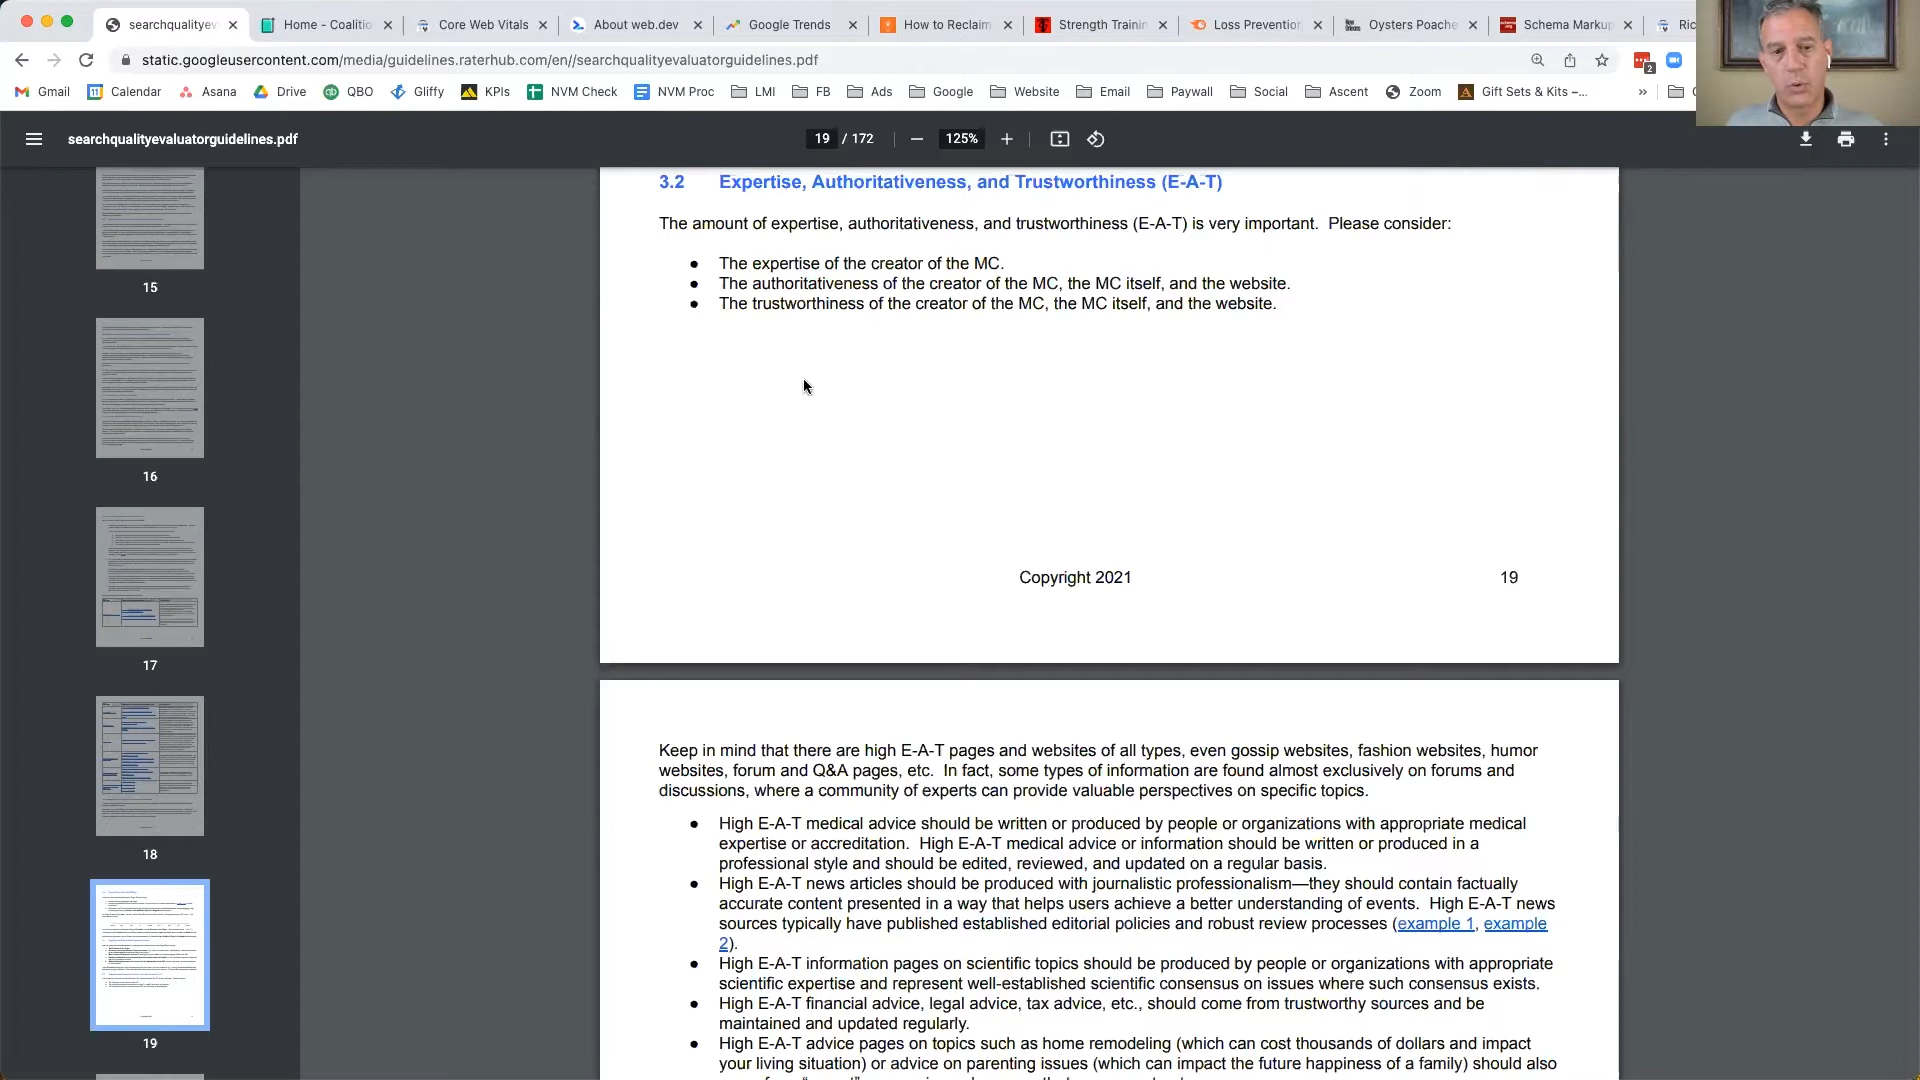 searchqualityev
Home - Coalitio
Core Web Vitals
About web.dev
Google Trends
How to Reclaim
Strength Trainin
Loss Preventio
Oysters Poache
Schema Markup
Ric
static.googleusercontent.com/media/guidelines.raterhub.com/en//searchqualityevaluatorguidelines.pdf
2
Gmail
Calendar
Asana
Drive
QBO
Gliffy
KPIs
NVM Check
NVM Proc
LMI
FB
Ads
Google
Website
Email
Paywall
Social
Ascent
Zoom
Gift Sets & Kits –...
»
searchqualityevaluatorguidelines.pdf
19 / 172
125%
15
16
17
18
19
3.2 Expertise, Authoritativeness, and Trustworthiness (E-A-T)
The amount of expertise, authoritativeness, and trustworthiness (E-A-T) is very important. Please consider:
● The expertise of the creator of the MC.
● The authoritativeness of the creator of the MC, the MC itself, and the website.
● The trustworthiness of the creator of the MC, the MC itself, and the website.
Copyright 2021 19
Keep in mind that there are high E-A-T pages and websites of all types, even gossip websites, fashion websites, humor
websites, forum and Q&A pages, etc. In fact, some types of information are found almost exclusively on forums and
discussions, where a community of experts can provide valuable perspectives on specific topics.
● High E-A-T medical advice should be written or produced by people or organizations with appropriate medical
expertise or accreditation. High E-A-T medical advice or information should be written or produced in a
professional style and should be edited, reviewed, and updated on a regular basis.
● High E-A-T news articles should be produced with journalistic professionalism—they should contain factually
accurate content presented in a way that helps users achieve a better understanding of events. High E-A-T news
sources typically have published established editorial policies and robust review processes (example 1, example
2).
● High E-A-T information pages on scientific topics should be produced by people or organizations with appropriate
scientific expertise and represent well-established scientific consensus on issues where such consensus exists.
● High E-A-T financial advice, legal advice, tax advice, etc., should come from trustworthy sources and be
maintained and updated regularly.
● High E-A-T advice pages on topics such as home remodeling (which can cost thousands of dollars and impact
your living situation) or advice on parenting issues (which can impact the future happiness of a family) should also